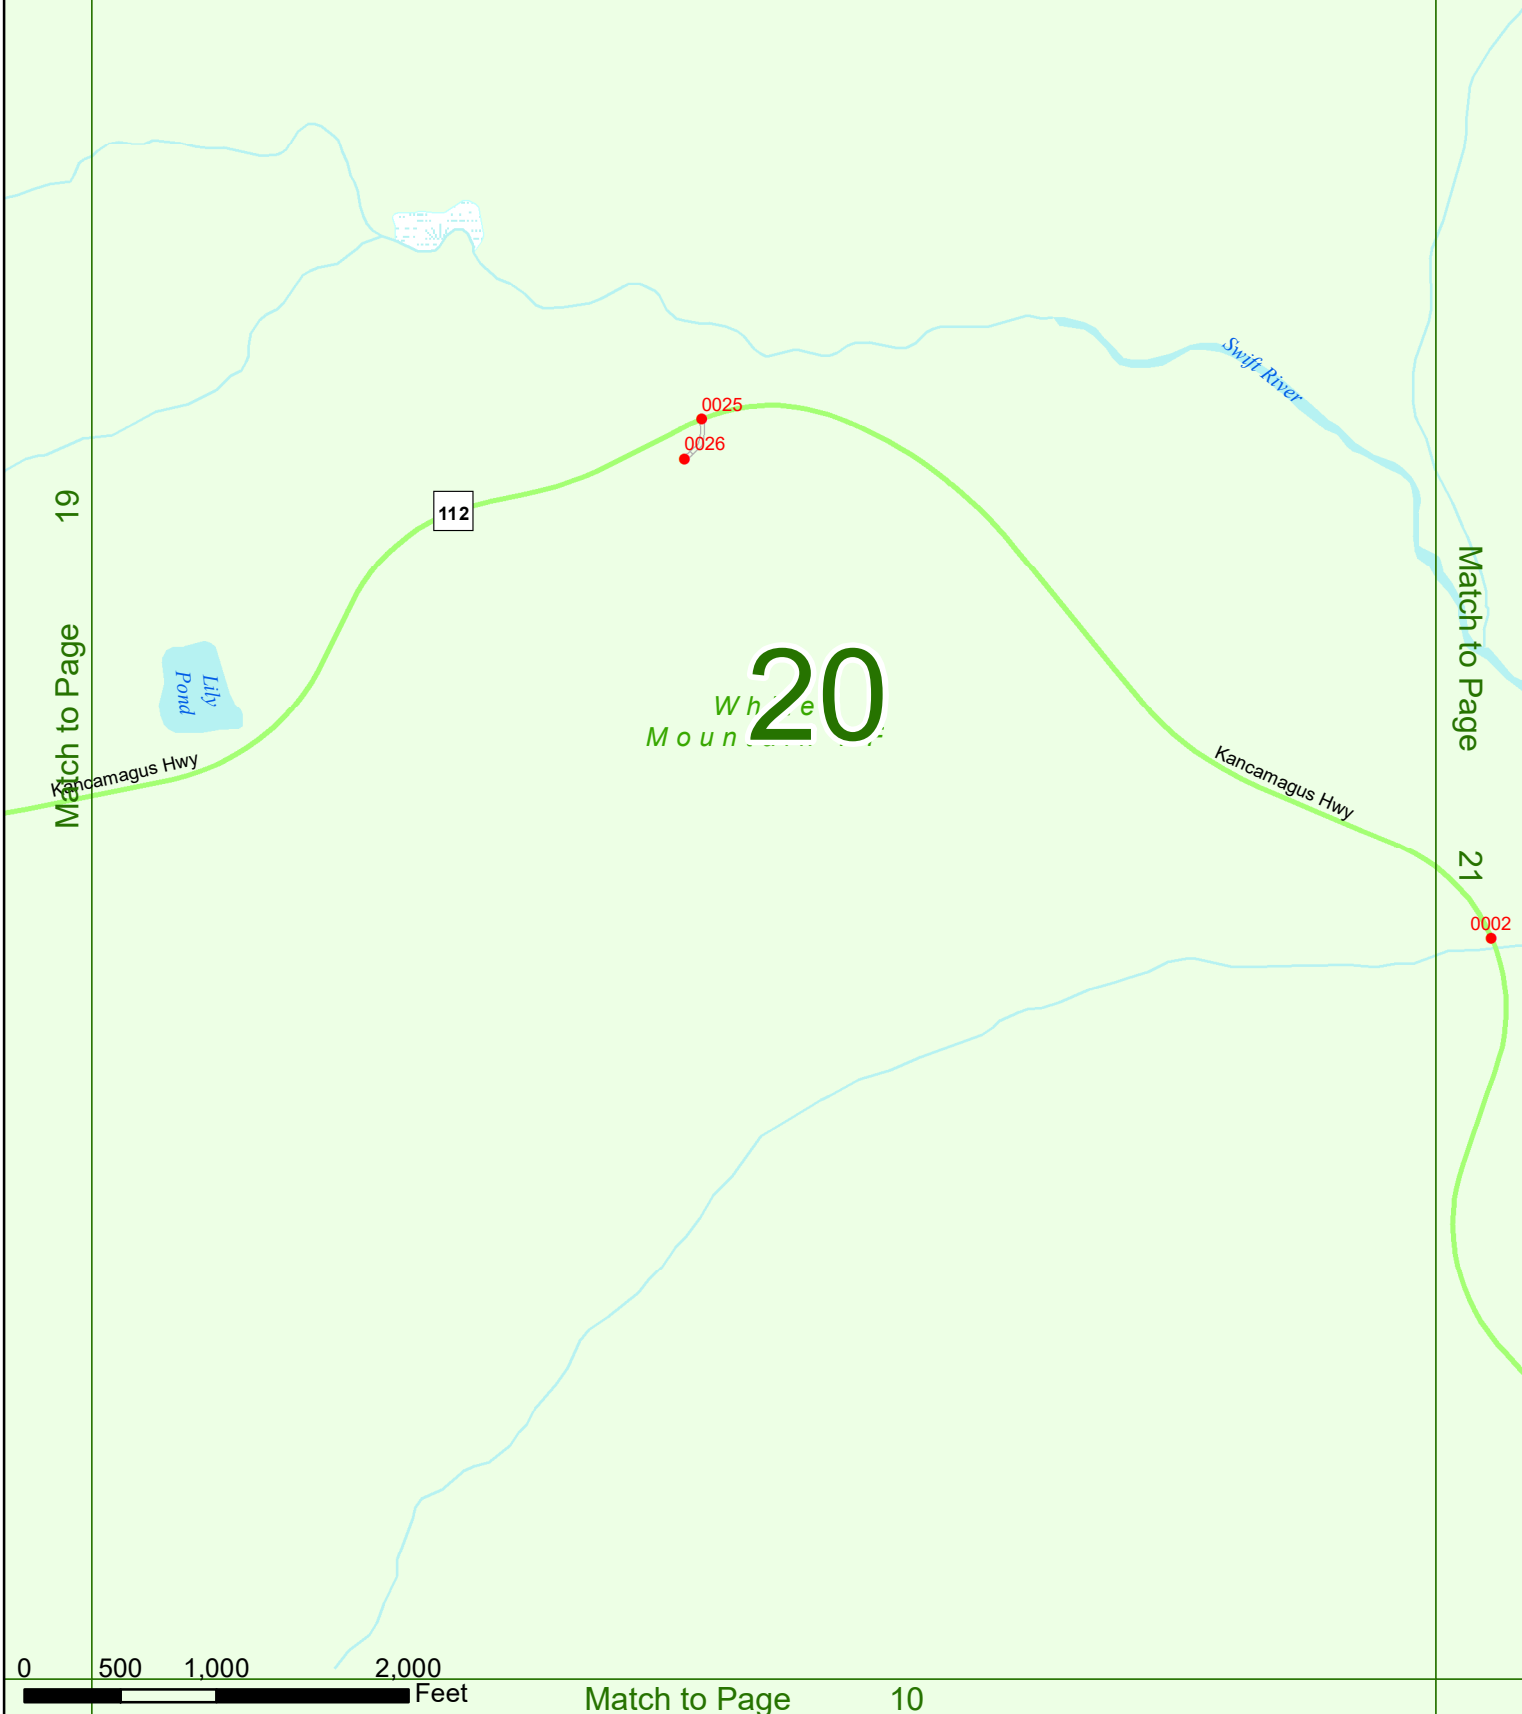 Swift River
0025
0026
112
Match to Page 19
Match to Page 21
Lily
Pond
20
Kancamagus Hwy
Kancamagus Hwy
0002
0 500 1,000 2,000
Feet
Match to Page 10